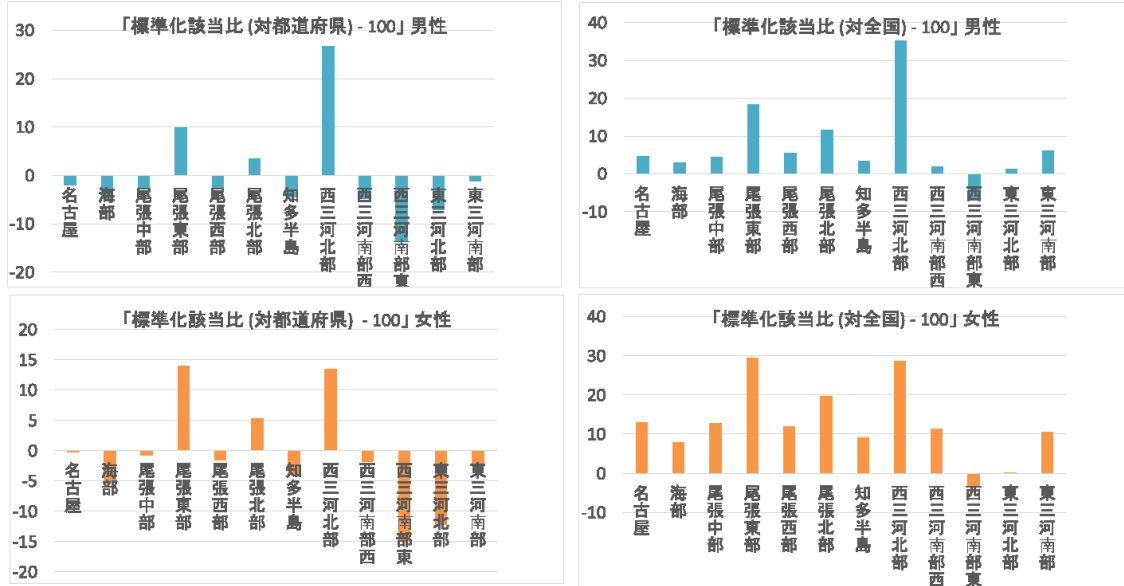 「標準化該当比 (対都道府県) - 100」 男性
30
20
10
0
-10
-20
名古屋
海部
尾張中部
尾張東部
尾張西部
尾張北部
知多半島
西三河北部
西三河南部西
西三河南部東
東三河北部
東三河南部
「標準化該当比 (対全国) - 100」 男性
40
30
20
10
0
-10
名古屋
海部
尾張中部
尾張東部
尾張西部
尾張北部
知多半島
西三河北部
西三河南部西
西三河南部東
東三河北部
東三河南部
「標準化該当比 (対都道府県) - 100」 女性
20
15
10
5
0
-5
-10
-15
-20
名古屋
海部
尾張中部
尾張東部
尾張西部
尾張北部
知多半島
西三河北部
西三河南部西
西三河南部東
東三河北部
東三河南部
「標準化該当比 (対全国) - 100」 女性
40
30
20
10
0
-10
名古屋
海部
尾張中部
尾張東部
尾張西部
尾張北部
知多半島
西三河北部
西三河南部西
西三河南部東
東三河北部
東三河南部